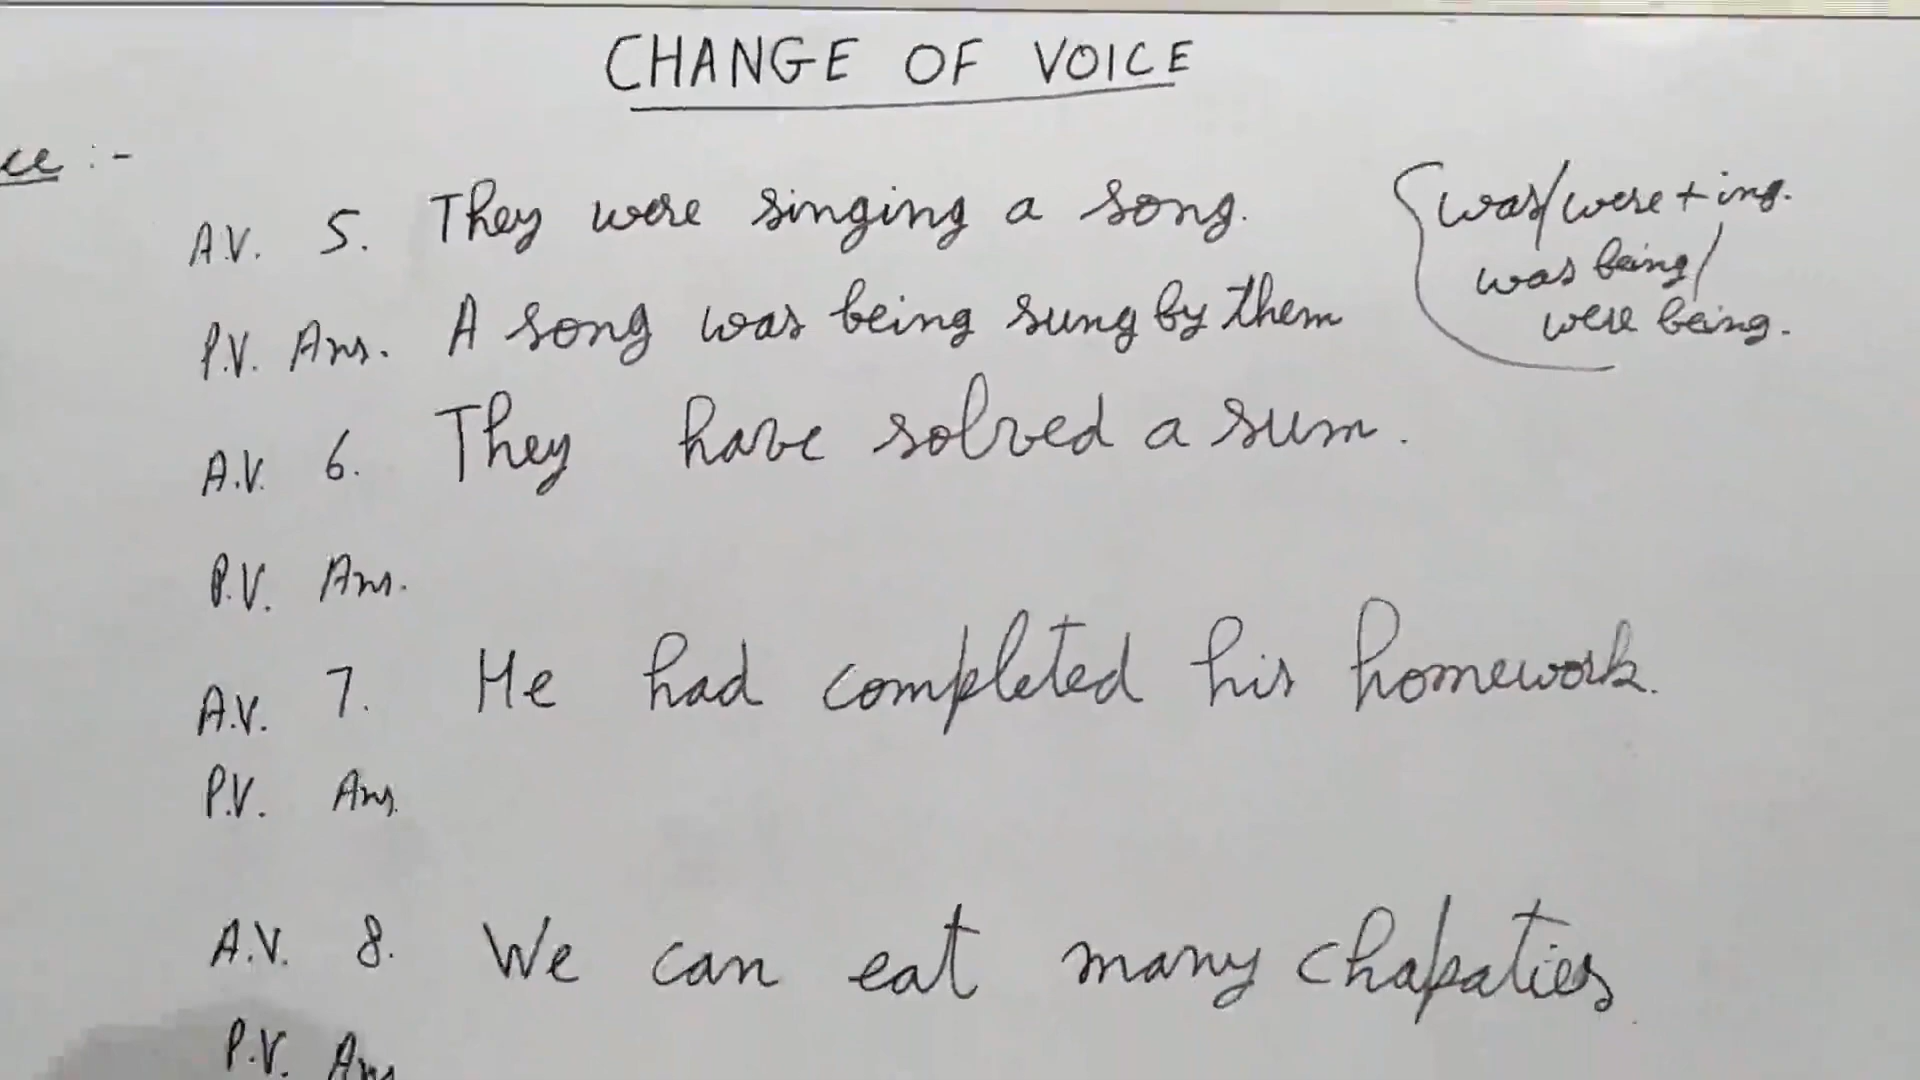 CHANGE OF VOICE
ce :-
A.V. 5. They were singing a song.
was/were + ing.
was being/
were being.
P.V. Ans. A song was being sung by them
A.V. 6. They have solved a sum.
P.V. Ans.
A.V. 7. He had completed his homework.
P.V. Ans.
A.V. 8. We can eat many chapaties
P.V. Ans